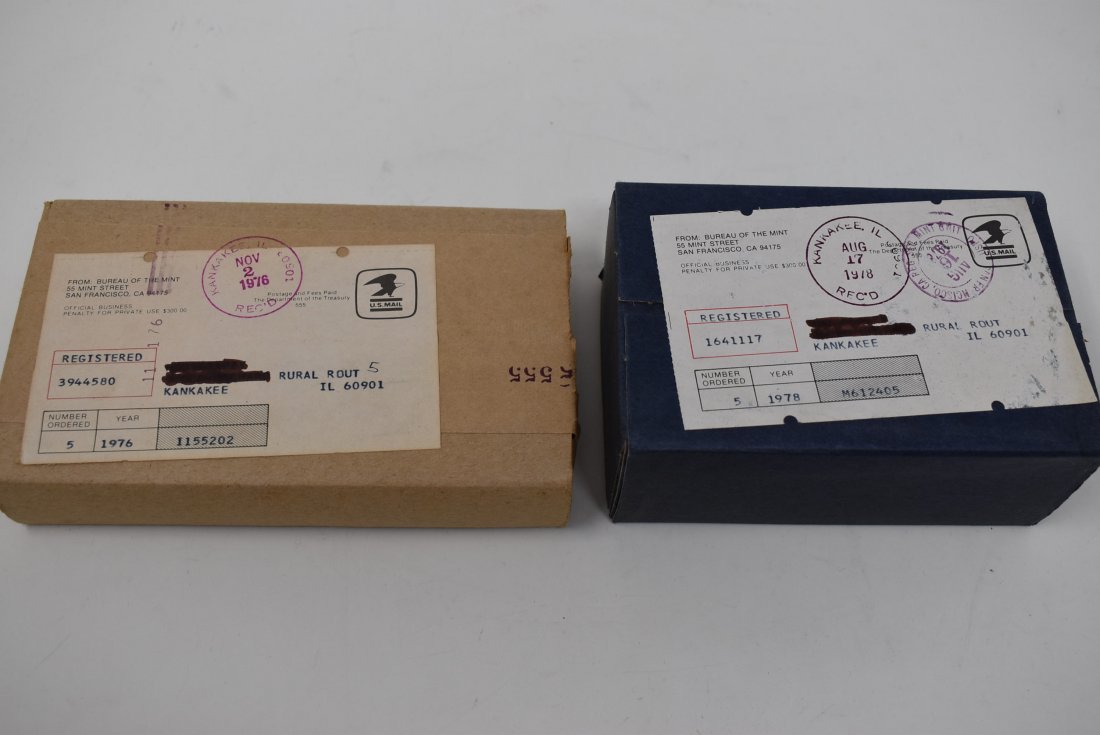 FROM: BUREAU OF THE MINT
55 MINT STREET
SAN FRANCISCO, CA 94175
OFFICIAL BUSINESS
PENALTY FOR PRIVATE USE $300.00
KANKAKEE, IL 60901
NOV
2
1976
REC'D
Postage and Fees Paid
The Department of the Treasury
555
U.S. MAIL
REGISTERED
3944580
KANKAKEE
RURAL ROUT 5
IL 60901
NUMBER ORDERED
YEAR
5
1976
I155202
555
FROM: BUREAU OF THE MINT
55 MINT STREET
SAN FRANCISCO, CA 94175
OFFICIAL BUSINESS
PENALTY FOR PRIVATE USE $300.00
KANKAKEE, IL
AUG
17
1978
REC'D
Postage and Fees Paid
555
U.S. MAIL
REGISTERED
1641117
KANKAKEE
RURAL ROUT
IL 60901
NUMBER ORDERED
YEAR
5
1978
M612405